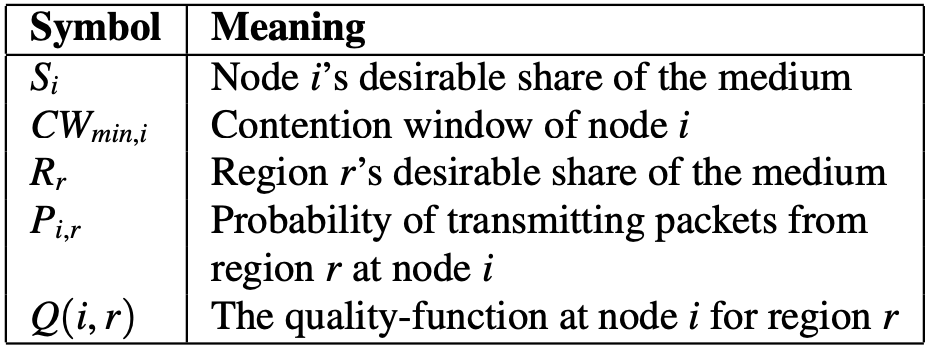 Symbol Meaning
S_i Node i's desirable share of the medium
CW_{min,i} Contention window of node i
R_r Region r's desirable share of the medium
P_{i,r} Probability of transmitting packets from
region r at node i
Q(i,r) The quality-function at node i for region r